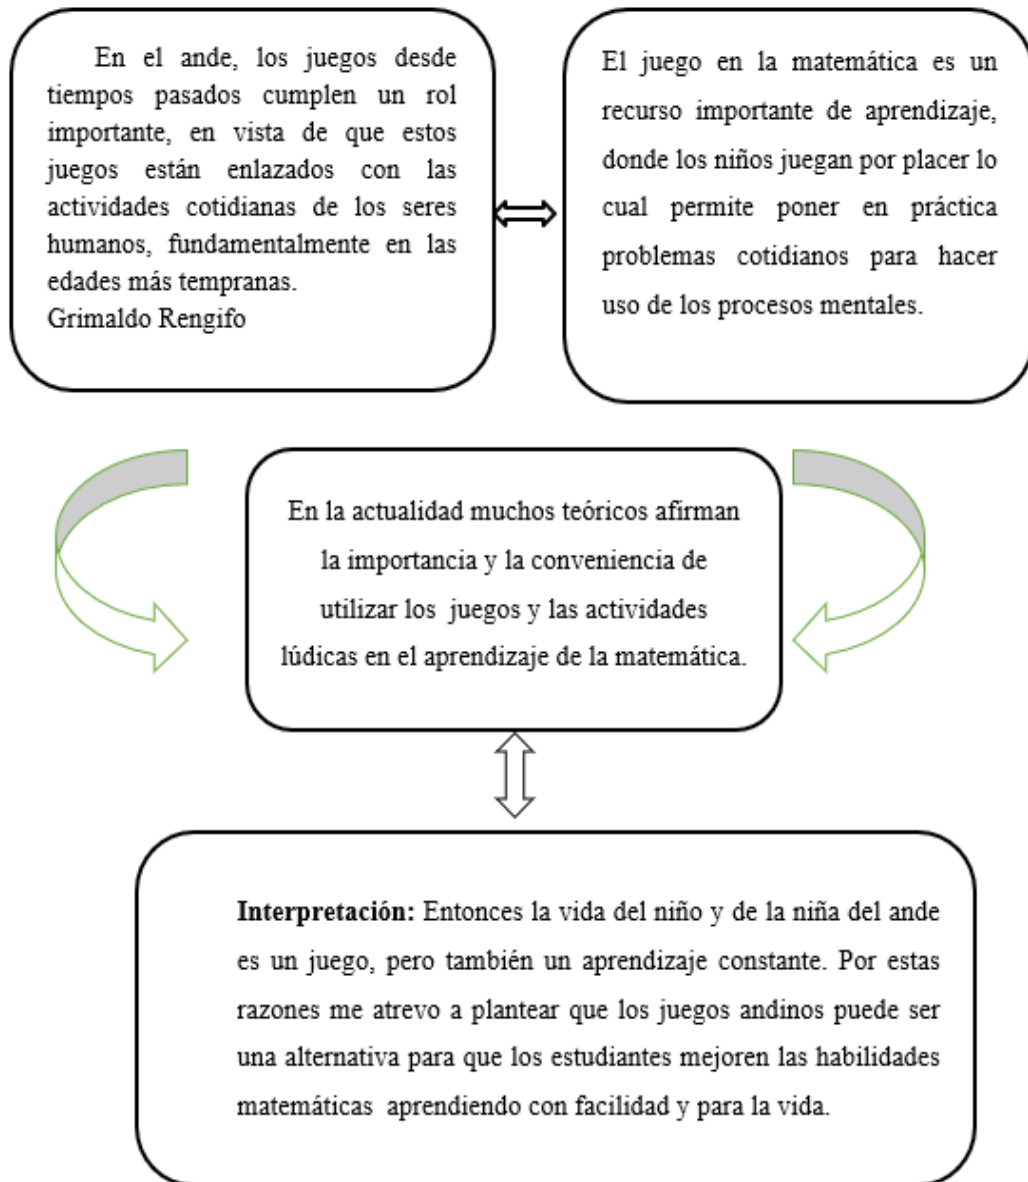 En el ande, los juegos desde
tiempos pasados cumplen un rol
importante, en vista de que estos
juegos están enlazados con las
actividades cotidianas de los seres
humanos, fundamentalmente en las
edades más tempranas.
Grimaldo Rengifo
El juego en la matemática es un
recurso importante de aprendizaje,
donde los niños juegan por placer lo
cual permite poner en práctica
problemas cotidianos para hacer
uso de los procesos mentales.
En la actualidad muchos teóricos afirman
la importancia y la conveniencia de
utilizar los juegos y las actividades
lúdicas en el aprendizaje de la matemática.
Interpretación: Entonces la vida del niño y de la niña del ande
es un juego, pero también un aprendizaje constante. Por estas
razones me atrevo a plantear que los juegos andinos puede ser
una alternativa para que los estudiantes mejoren las habilidades
matemáticas aprendiendo con facilidad y para la vida.